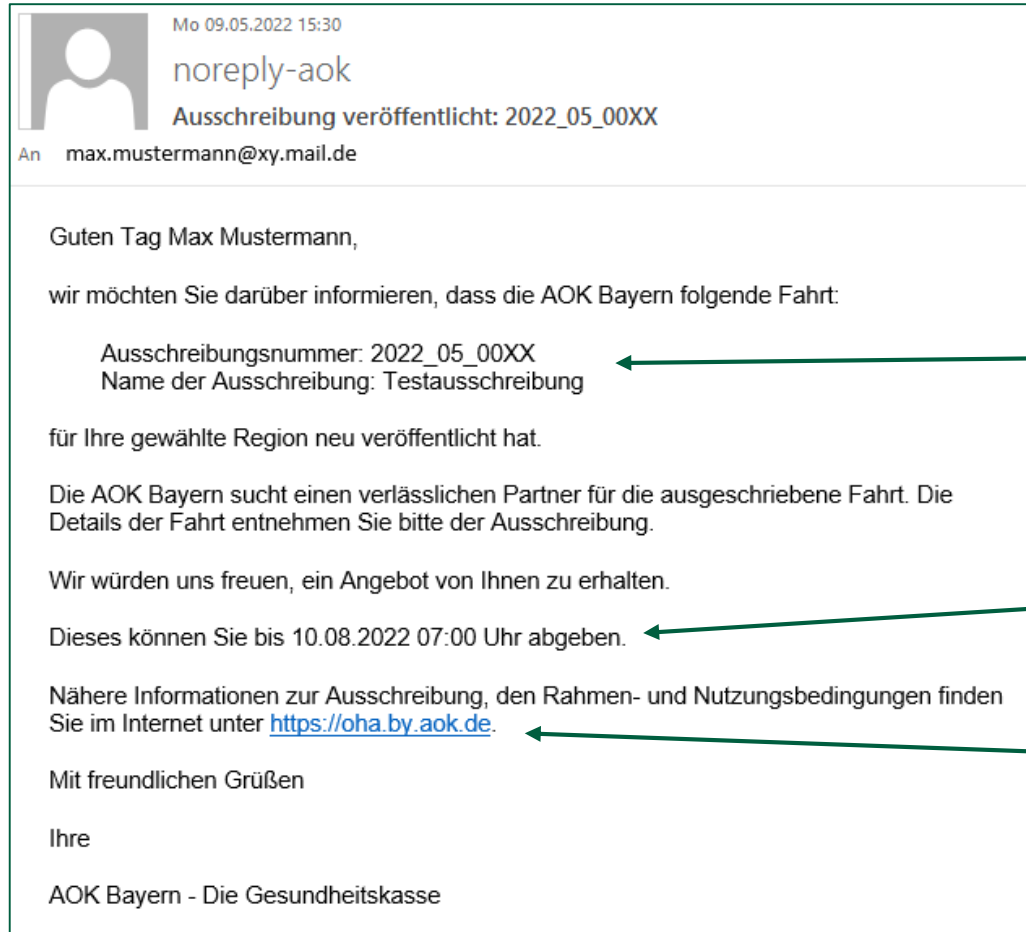 Mo 09.05.2022 15:30
noreply-aok
Ausschreibung veröffentlicht: 2022_05_00XX
An max.mustermann@xy.mail.de
Guten Tag Max Mustermann,
wir möchten Sie darüber informieren, dass die AOK Bayern folgende Fahrt:
Ausschreibungsnummer: 2022_05_00XX
Name der Ausschreibung: Testausschreibung
für Ihre gewählte Region neu veröffentlicht hat.
Die AOK Bayern sucht einen verlässlichen Partner für die ausgeschriebene Fahrt. Die
Details der Fahrt entnehmen Sie bitte der Ausschreibung.
Wir würden uns freuen, ein Angebot von Ihnen zu erhalten.
Dieses können Sie bis 10.08.2022 07:00 Uhr abgeben.
Nähere Informationen zur Ausschreibung, den Rahmen- und Nutzungsbedingungen finden
Sie im Internet unter https://oha.by.aok.de.
Mit freundlichen Grüßen
Ihre
AOK Bayern - Die Gesundheitskasse